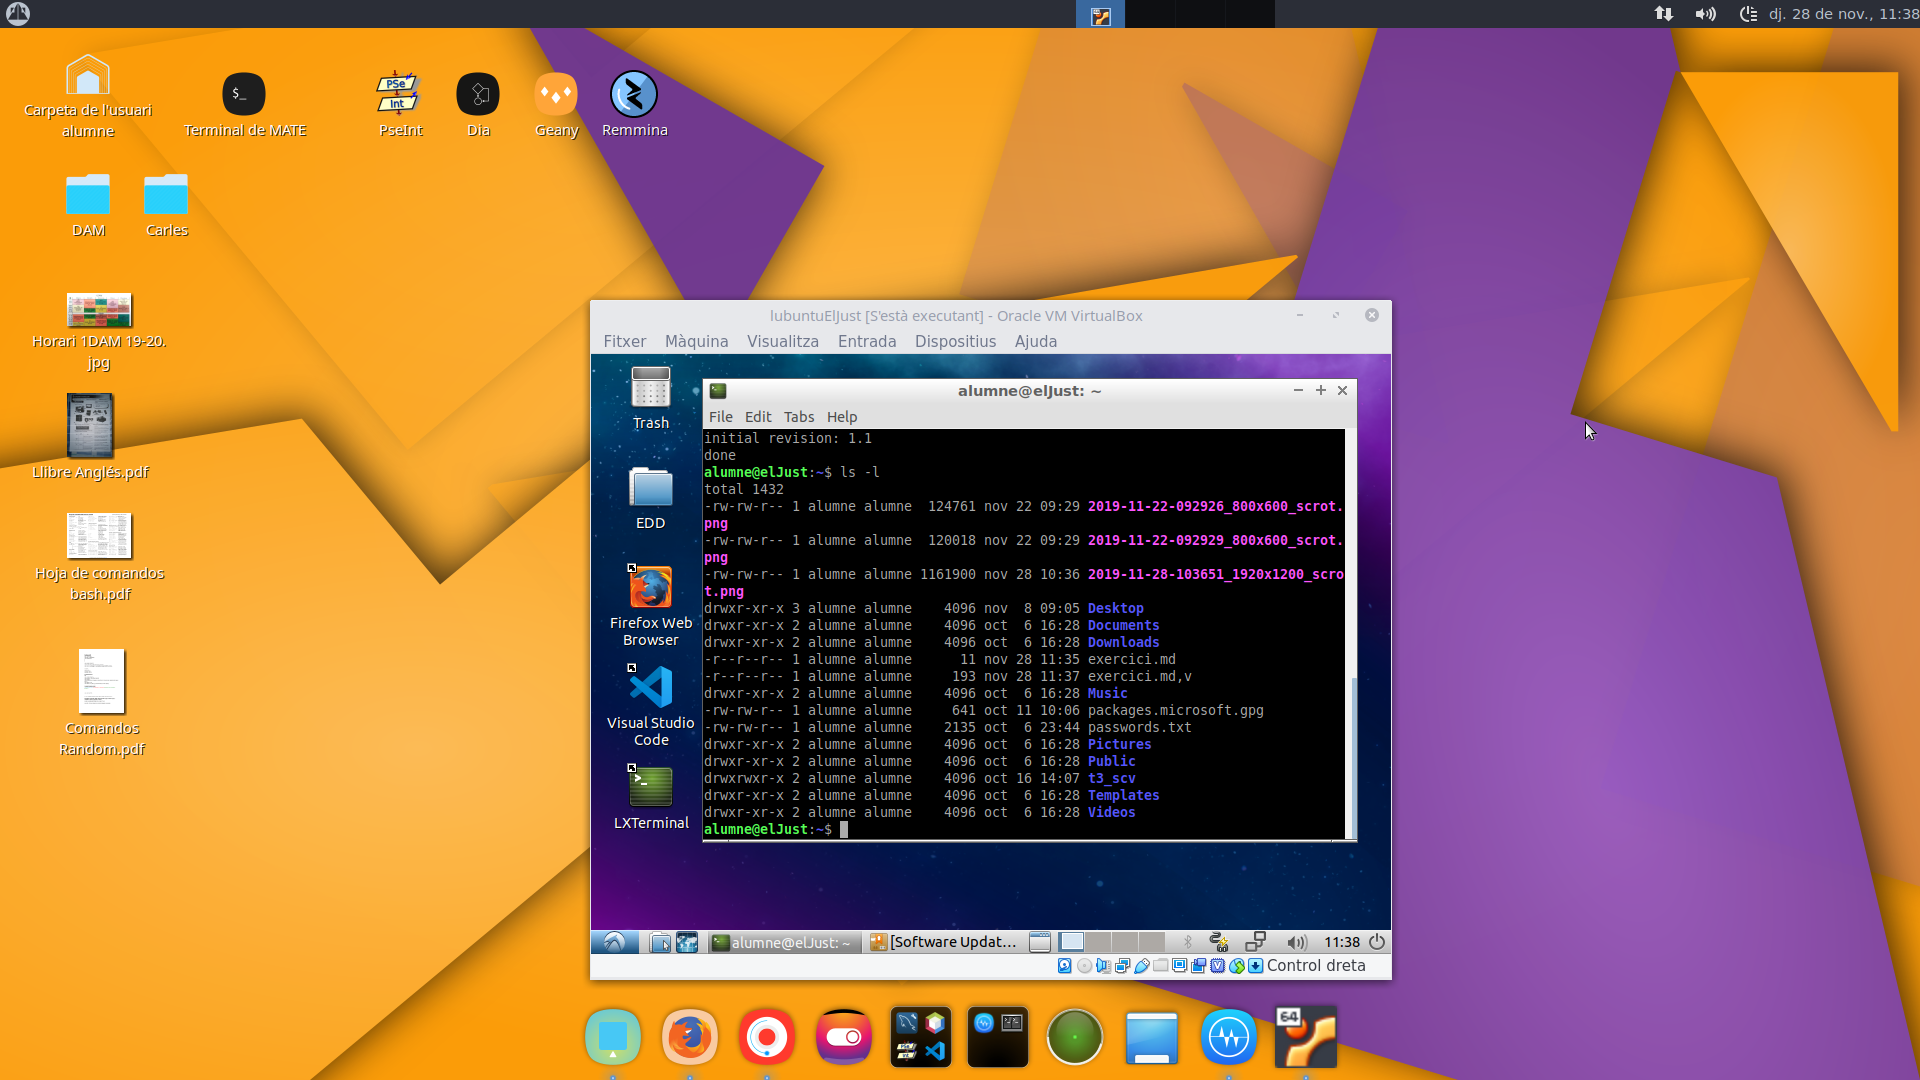 dj. 28 de nov., 11:38
Carpeta de l'usuari
alumne
$_
Terminal de MATE
PSe
Int
PseInt
Dia
Geany
Remmina
DAM
Carles
Horari 1DAM 19-20.
jpg
Llibre Anglés.pdf
Hoja de comandos
bash.pdf
Comandos
Random.pdf
lubuntuElJust [S'està executant] - Oracle VM VirtualBox
Fitxer Màquina Visualitza Entrada Dispositius Ajuda
Trash
EDD
Firefox Web
Browser
Visual Studio
Code
>_
LXTerminal
alumne@elJust: ~
File Edit Tabs Help
initial revision: 1.1
done
alumne@elJust:~$ ls -l
total 1432
-rw-rw-r-- 1 alumne alumne  124761 nov 22 09:29 2019-11-22-092926_800x600_scrot.
png
-rw-rw-r-- 1 alumne alumne  120018 nov 22 09:29 2019-11-22-092929_800x600_scrot.
png
-rw-rw-r-- 1 alumne alumne 1161900 nov 28 10:36 2019-11-28-103651_1920x1200_scro
t.png
drwxr-xr-x 3 alumne alumne    4096 nov  8 09:05 Desktop
drwxr-xr-x 2 alumne alumne    4096 oct  6 16:28 Documents
drwxr-xr-x 2 alumne alumne    4096 oct  6 16:28 Downloads
-r--r--r-- 1 alumne alumne      11 nov 28 11:35 exercici.md
-r--r--r-- 1 alumne alumne     193 nov 28 11:37 exercici.md,v
drwxr-xr-x 2 alumne alumne    4096 oct  6 16:28 Music
-rw-rw-r-- 1 alumne alumne     641 oct 11 10:06 packages.microsoft.gpg
-rw-rw-r-- 1 alumne alumne    2135 oct  6 23:44 passwords.txt
drwxr-xr-x 2 alumne alumne    4096 oct  6 16:28 Pictures
drwxr-xr-x 2 alumne alumne    4096 oct  6 16:28 Public
drwxrwxr-x 2 alumne alumne    4096 oct 16 14:07 t3_scv
drwxr-xr-x 2 alumne alumne    4096 oct  6 16:28 Templates
drwxr-xr-x 2 alumne alumne    4096 oct  6 16:28 Videos
alumne@elJust:~$
alumne@elJust: ~
[Software Updat...
11:38
Control dreta
64